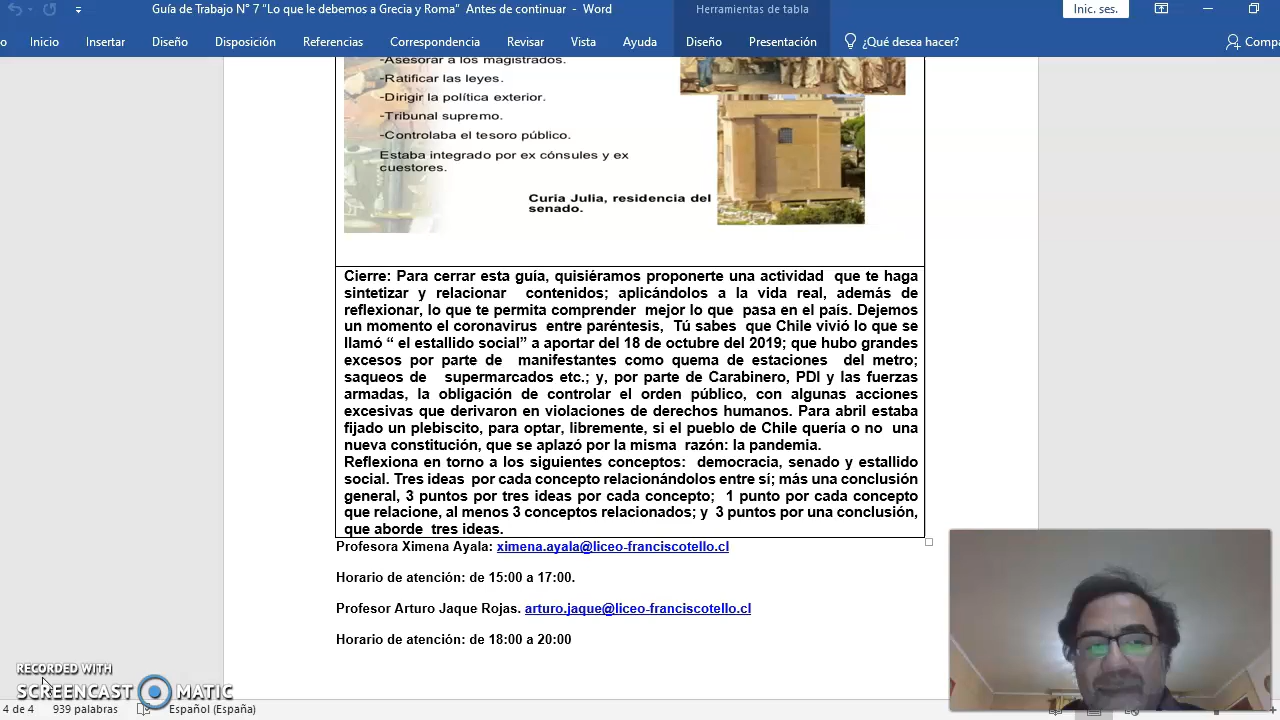 Guía de Trabajo N° 7 “Lo que le debemos a Grecia y Roma”  Antes de continuar  -  Word
Herramientas de tabla
Inic. ses.
o Inicio Insertar Diseño Disposición Referencias Correspondencia Revisar Vista Ayuda Diseño Presentación ¿Qué desea hacer? Compa
-Asesorar a los magistrados.
-Ratificar las leyes.
-Dirigir la política exterior.
-Tribunal supremo.
-Controlaba el tesoro público.
Estaba integrado por ex cónsules y ex
cuestores.
Curia Julia, residencia del
senado.
Cierre: Para cerrar esta guía, quisiéramos proponerte una actividad  que te haga
sintetizar y relacionar  contenidos; aplicándolos a la vida real, además de
reflexionar, lo que te permita comprender  mejor lo que  pasa en el país. Dejemos
un momento el coronavirus  entre paréntesis,  Tú sabes  que Chile vivió lo que se
llamó “ el estallido social” a aportar del 18 de octubre del 2019; que hubo grandes
excesos por parte de  manifestantes como quema de estaciones  del metro;
saqueos de  supermarcados etc.; y, por parte de Carabinero, PDI y las fuerzas
armadas, la obligación de controlar el orden público, con algunas acciones
excesivas que derivaron en violaciones de derechos humanos. Para abril estaba
fijado un plebiscito, para optar, libremente, si el pueblo de Chile quería o no  una
nueva constitución, que se aplazó por la misma  razón: la pandemia.
Reflexiona en torno a los siguientes conceptos:  democracia, senado y estallido
social. Tres ideas  por cada concepto relacionándolos entre sí; más una conclusión
general, 3 puntos por tres ideas por cada concepto;  1 punto por cada concepto
que relacione, al menos 3 conceptos relacionados; y  3 puntos por una conclusión,
que aborde  tres ideas.
Profesora Ximena Ayala: ximena.ayala@liceo-franciscotello.cl
Horario de atención: de 15:00 a 17:00.
Profesor Arturo Jaque Rojas. arturo.jaque@liceo-franciscotello.cl
Horario de atención: de 18:00 a 20:00
RECORDED WITH
SCREENCAST MATIC
4 de 4 939 palabras Español (España)